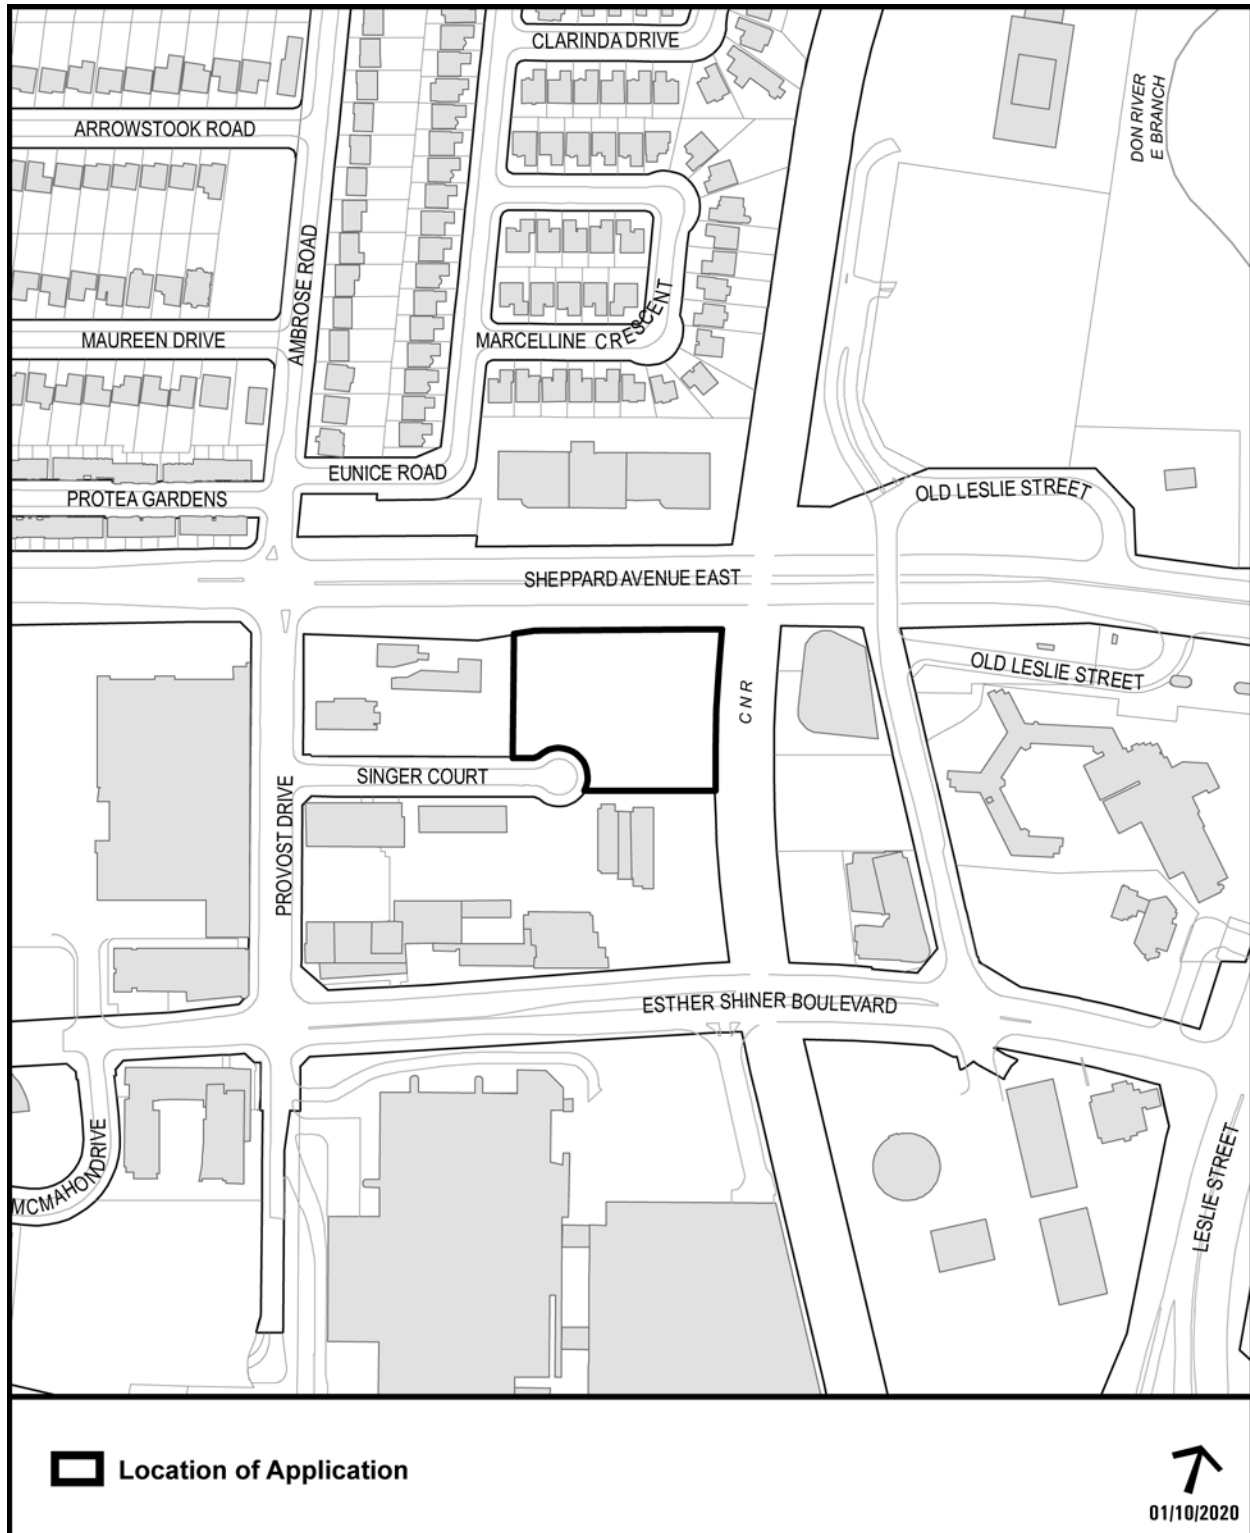 CLARINDA DRIVE
ARROWSTOOK ROAD
DON RIVER
E BRANCH
AMBROSE ROAD
MAUREEN DRIVE
MARCELLINE CRESCENT
EUNICE ROAD
PROTEA GARDENS
OLD LESLIE STREET
SHEPPARD AVENUE EAST
OLD LESLIE STREET
CNR
SINGER COURT
PROVOST DRIVE
ESTHER SHINER BOULEVARD
MCMAHON DRIVE
LESLIE STREET
Location of Application
01/10/2020